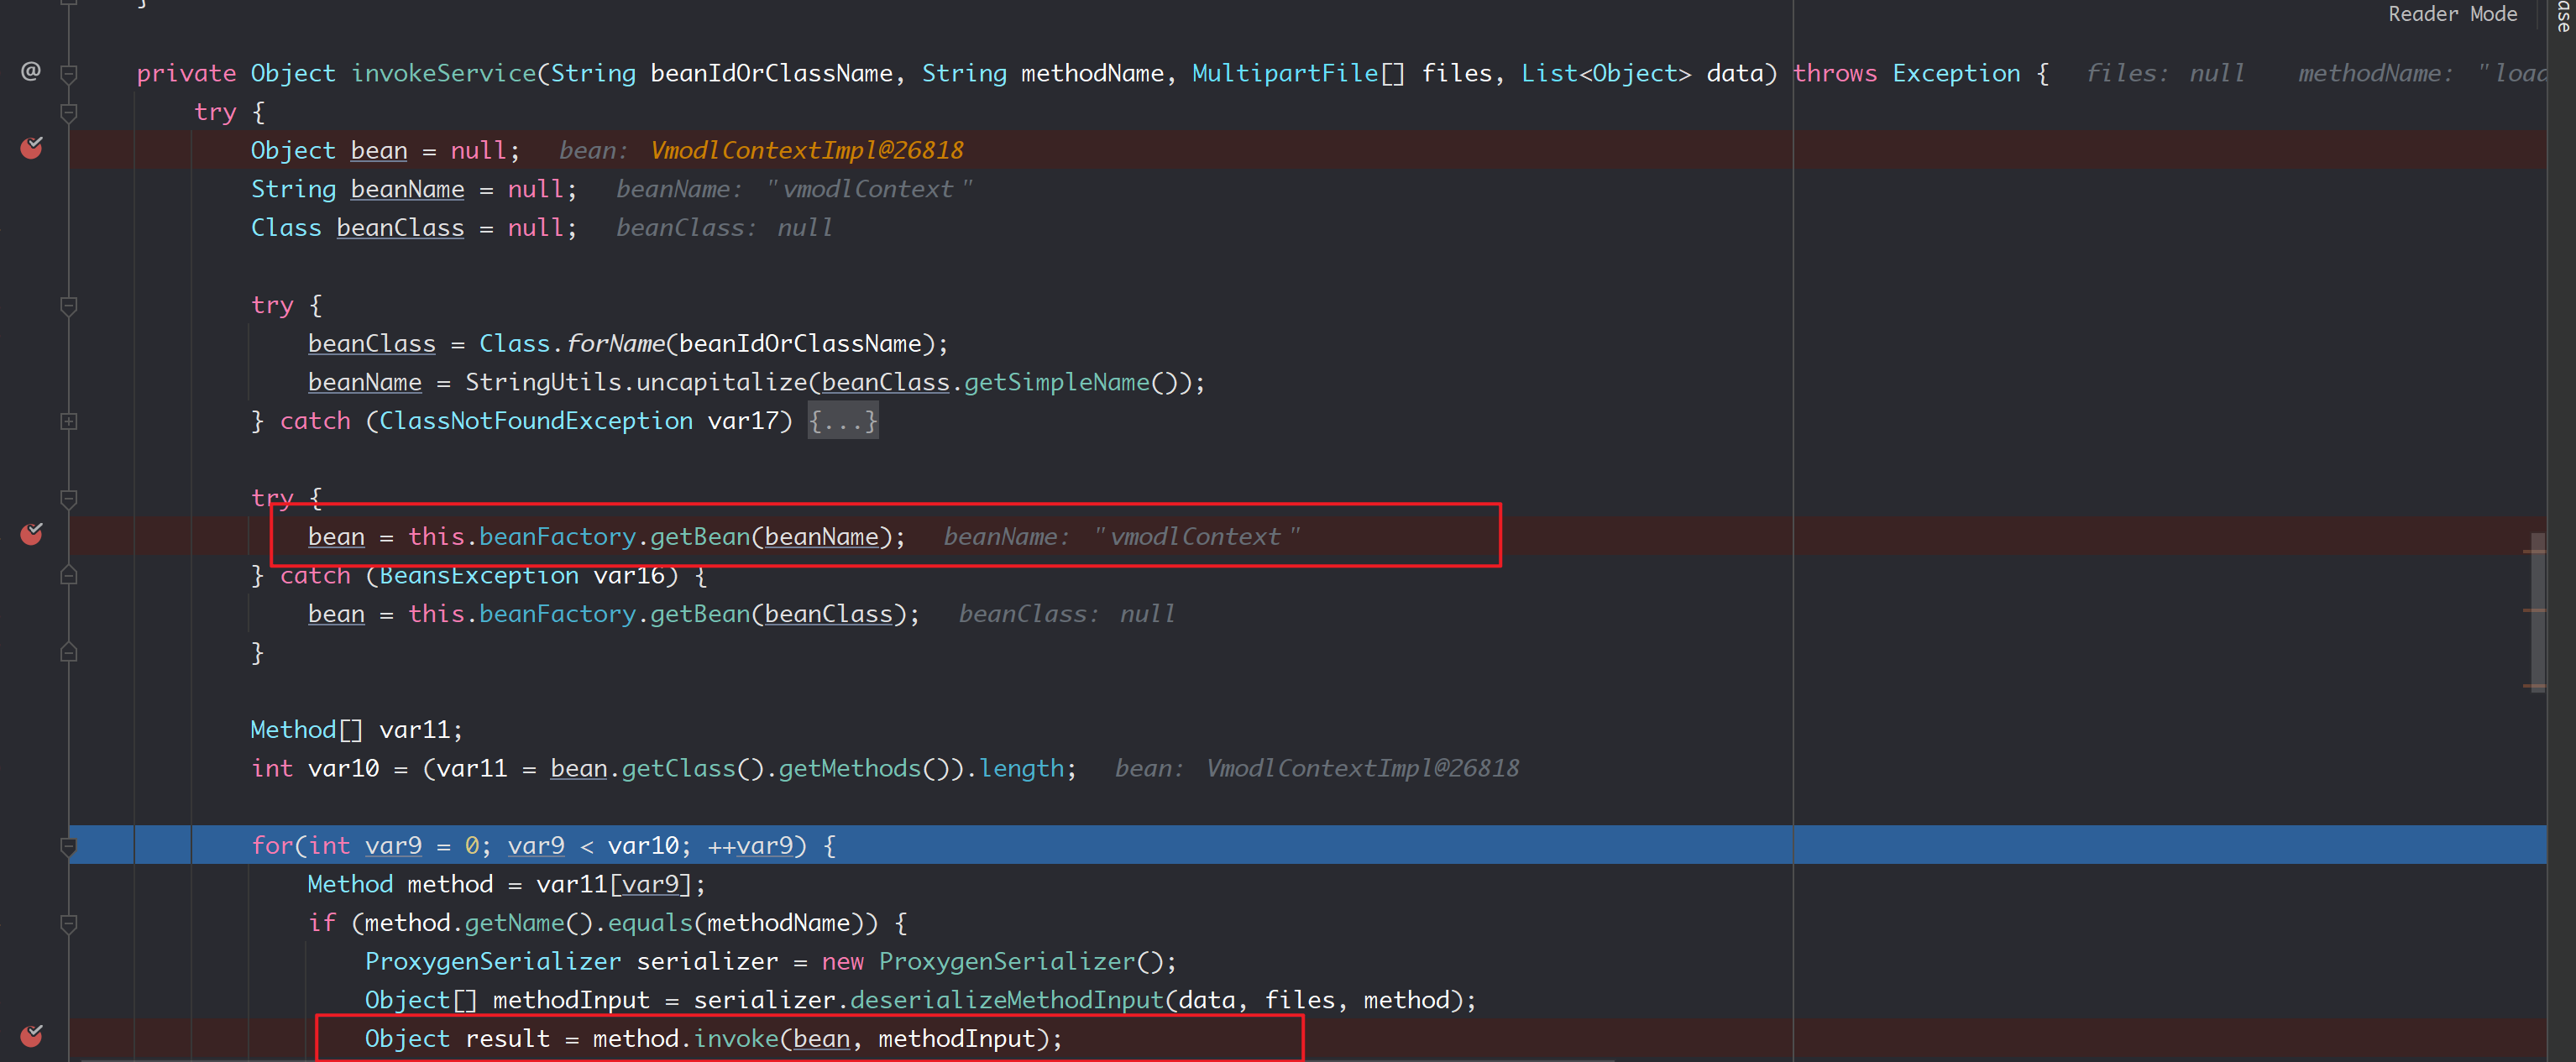 }
Reader Mode
ase
@
private Object invokeService(String beanIdOrClassName, String methodName, MultipartFile[] files, List<Object> data) throws Exception {   files: null   methodName: "load
try {
Object bean = null;   bean: VmodlContextImpl@26818
String beanName = null;   beanName: "vmodlContext"
Class beanClass = null;   beanClass: null
try {
beanClass = Class.forName(beanIdOrClassName);
beanName = StringUtils.uncapitalize(beanClass.getSimpleName());
} catch (ClassNotFoundException var17) {...}
try {
bean = this.beanFactory.getBean(beanName);   beanName: "vmodlContext"
} catch (BeansException var16) {
bean = this.beanFactory.getBean(beanClass);   beanClass: null
}
Method[] var11;
int var10 = (var11 = bean.getClass().getMethods()).length;   bean: VmodlContextImpl@26818
for(int var9 = 0; var9 < var10; ++var9) {
Method method = var11[var9];
if (method.getName().equals(methodName)) {
ProxygenSerializer serializer = new ProxygenSerializer();
Object[] methodInput = serializer.deserializeMethodInput(data, files, method);
Object result = method.invoke(bean, methodInput);